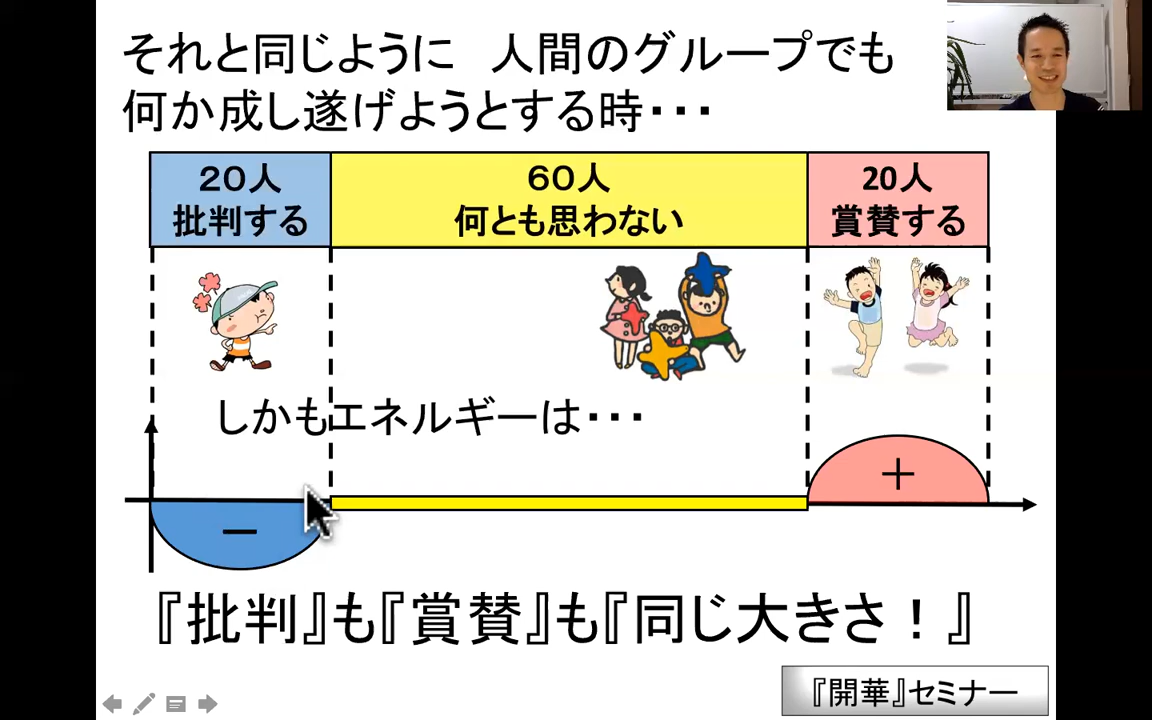 それと同じように　人間のグループでも
何か成し遂げようとする時・・・
２０人
批判する
６０人
何とも思わない
20人
賞賛する
しかもエネルギーは・・・
＋
－
『批判』も『賞賛』も『同じ大きさ！』
『開華』セミナー